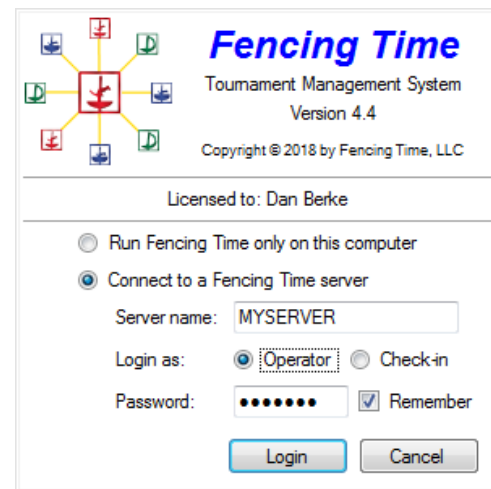 Fencing Time
Tournament Management System
Version 4.4
Copyright © 2018 by Fencing Time, LLC
Licensed to: Dan Berke
Run Fencing Time only on this computer
Connect to a Fencing Time server
Server name: MYSERVER
Login as: Operator Check-in
Password: ●●●●●●● Remember
Login Cancel